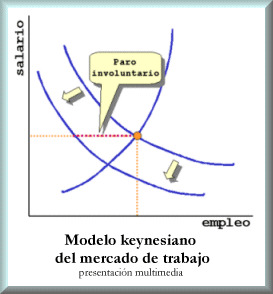 salario
Paro
involuntario
empleo
Modelo keynesiano
del mercado de trabajo
presentación multimedia